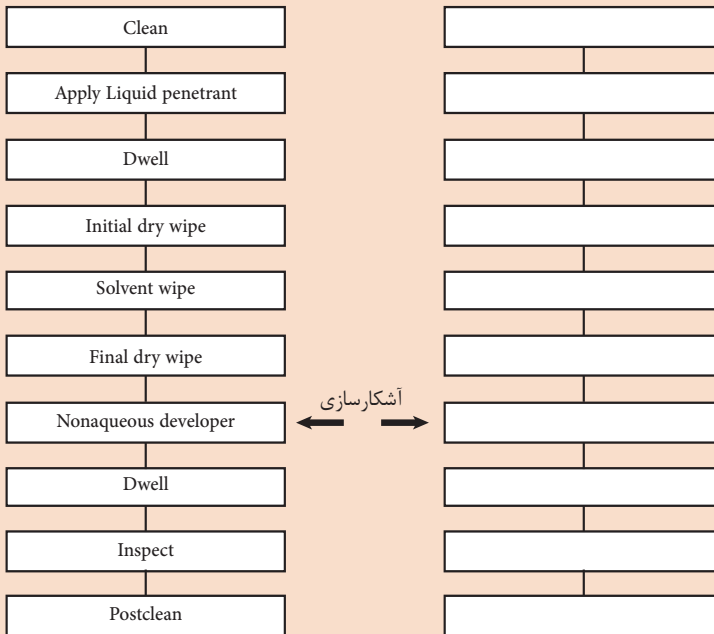 Clean
Apply Liquid penetrant
Dwell
Initial dry wipe
Solvent wipe
Final dry wipe
آشکارسازی
Nonaqueous developer
Dwell
Inspect
Postclean